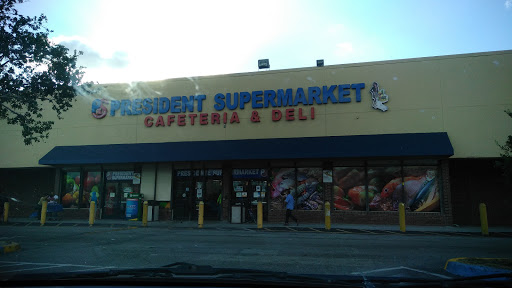 PRESIDENT SUPERMARKET
CAFETERIA & DELI